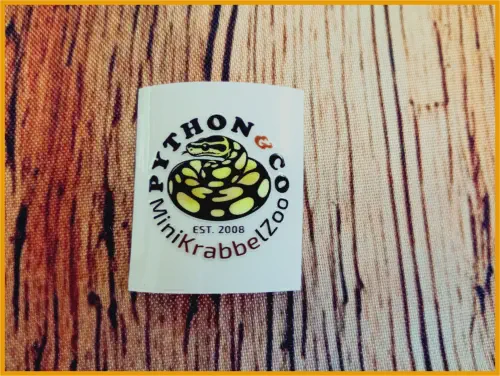 PYTHON & CO
EST. 2008
MiniKrabbelZoo